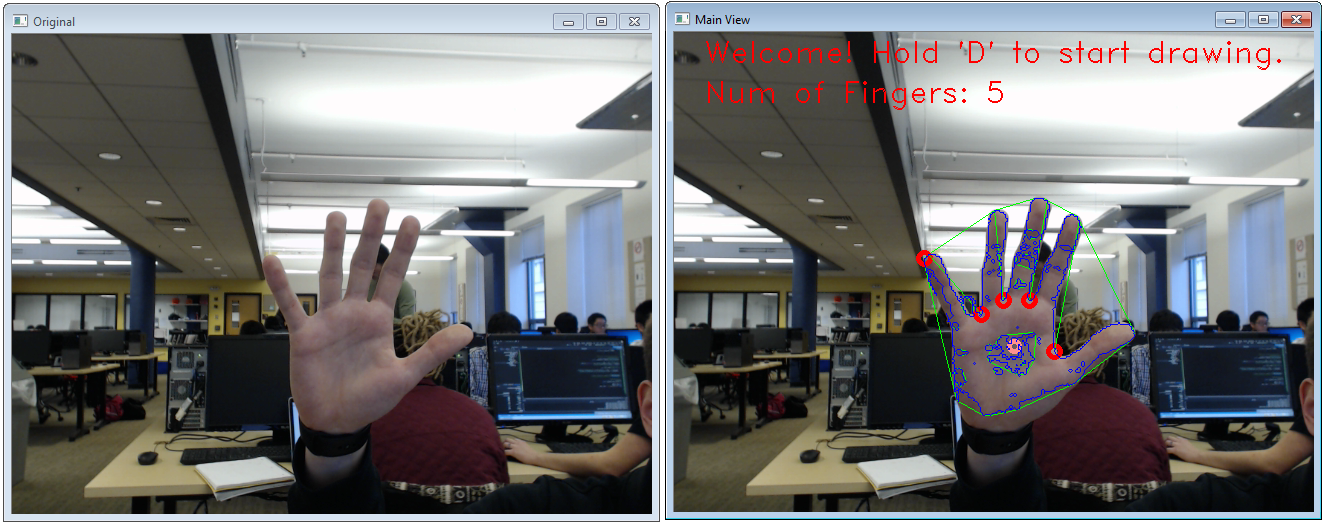 Original
Main View
Welcome! Hold 'D' to start drawing.
Num of Fingers: 5